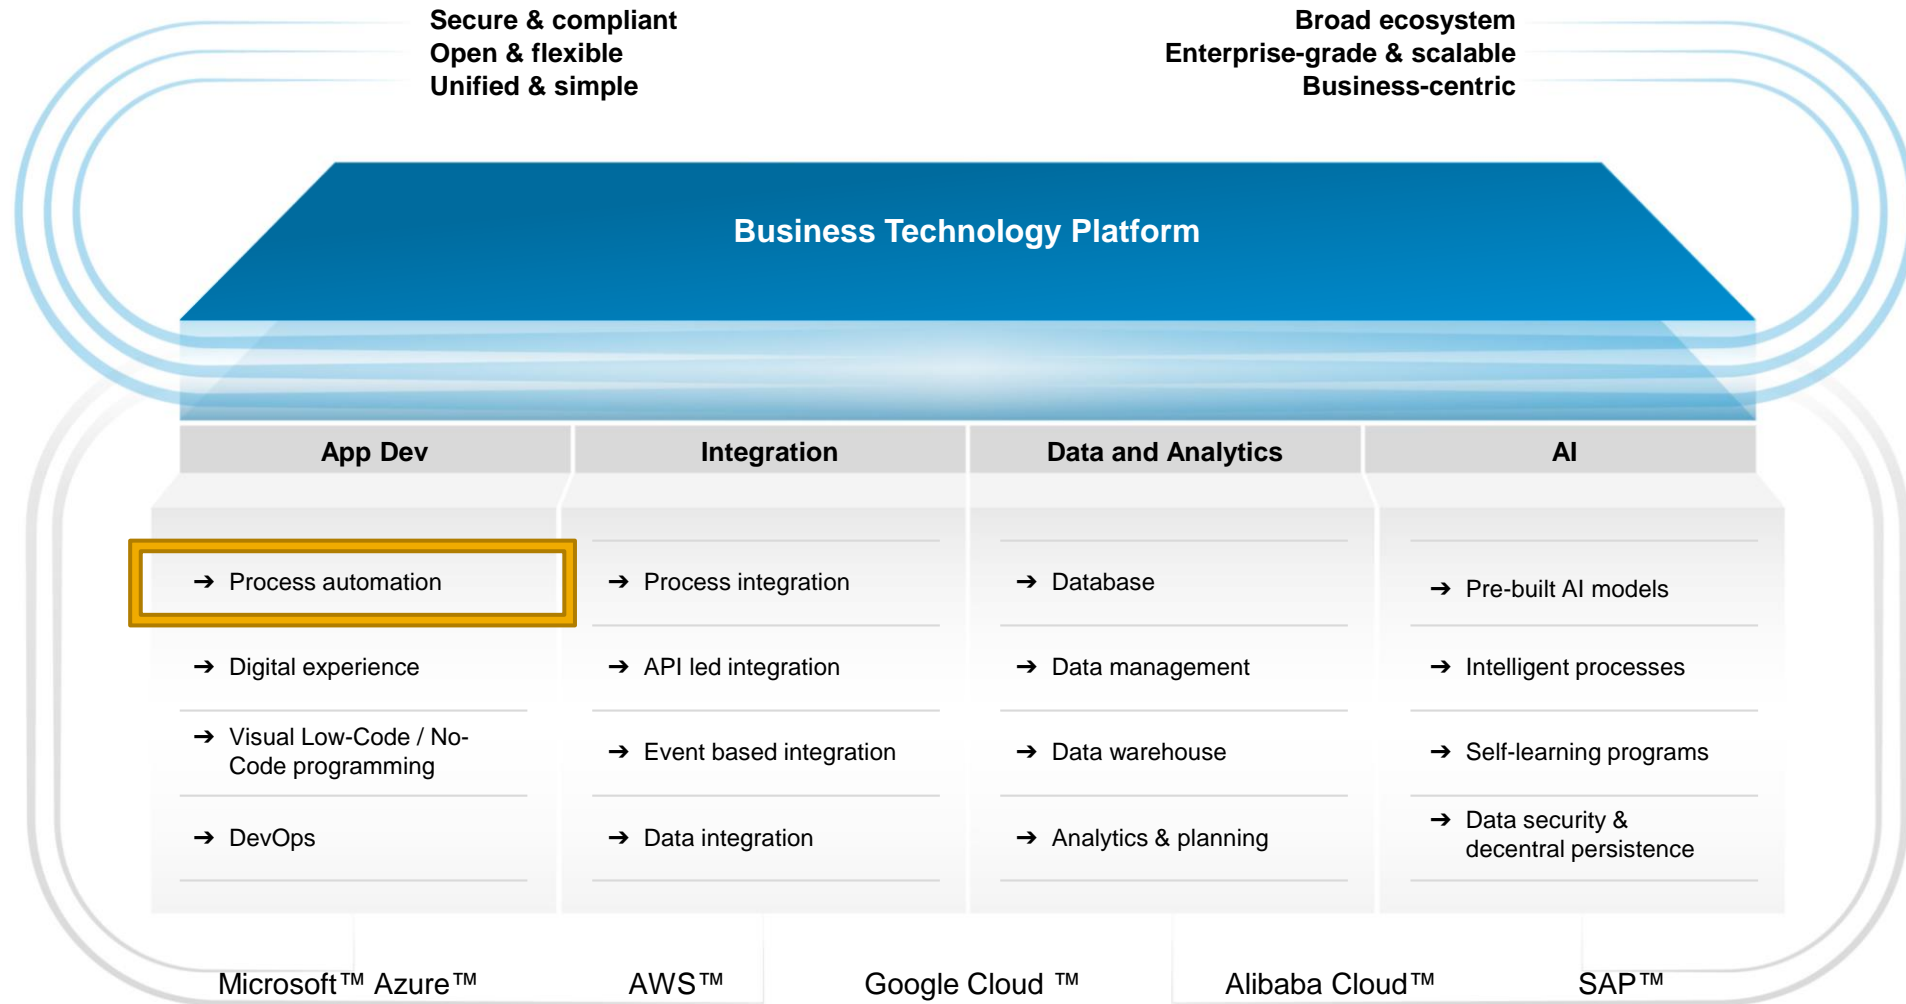 Secure & compliant
Open & flexible
Unified & simple
Broad ecosystem
Enterprise-grade & scalable
Business-centric
Business Technology Platform
App Dev
➔ Process automation
➔ Digital experience
➔ Visual Low-Code / No-
Code programming
➔ DevOps
Integration
➔ Process integration
➔ API led integration
➔ Event based integration
➔ Data integration
Data and Analytics
➔ Database
➔ Data management
➔ Data warehouse
➔ Analytics & planning
AI
➔ Pre-built AI models
➔ Intelligent processes
➔ Self-learning programs
➔ Data security &
decentral persistence
Microsoft™ Azure™
AWS™
Google Cloud ™
Alibaba Cloud™
SAP™